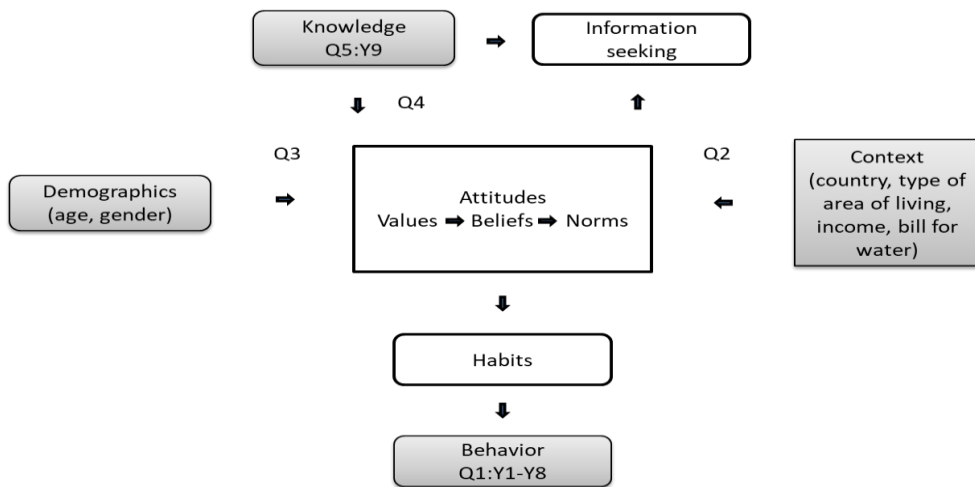 Knowledge
Q5:Y9
Information
seeking
Q4
Q3
Q2
Demographics
(age, gender)
Attitudes
Values Beliefs Norms
Context
(country, type of
area of living,
income, bill for
water)
Habits
Behavior
Q1:Y1-Y8